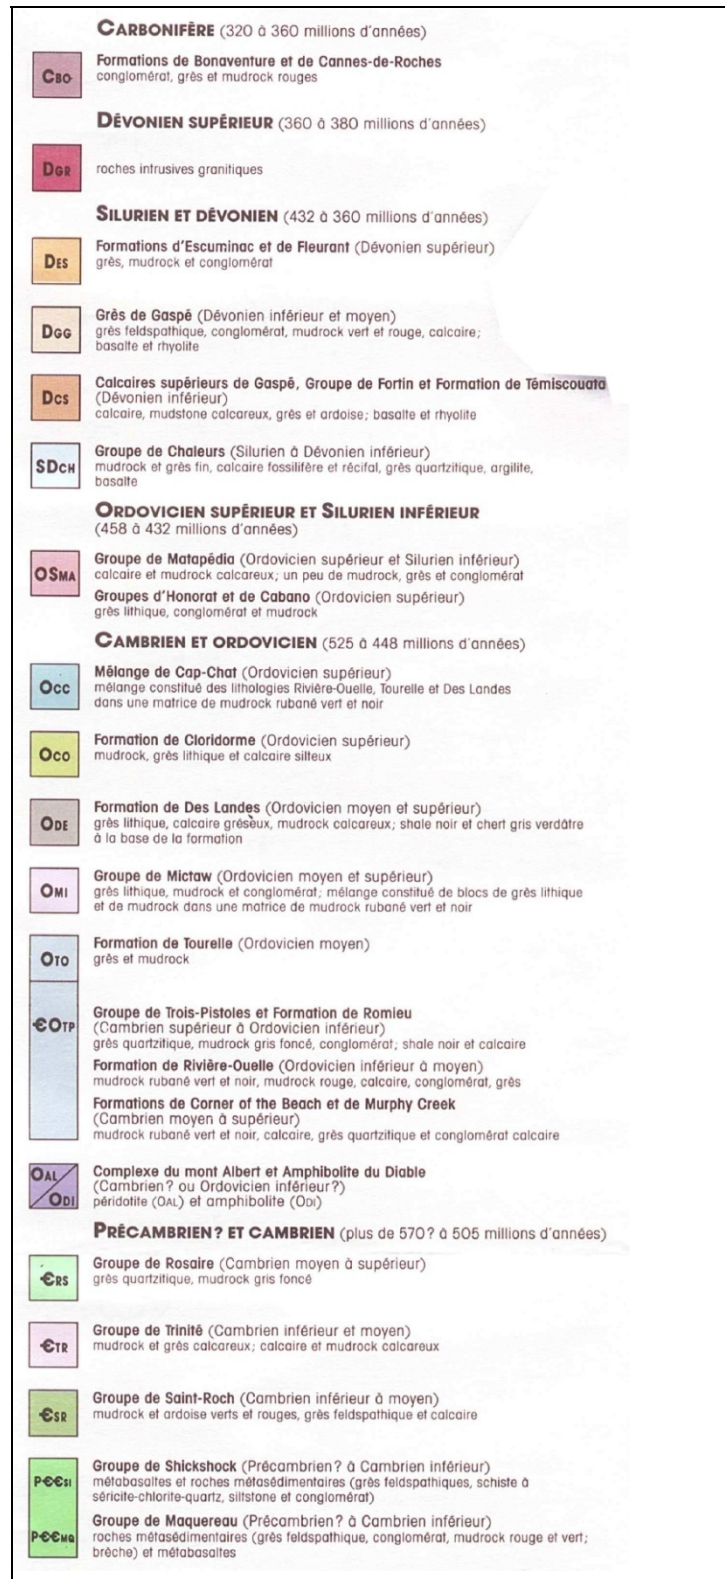 CARBONIFÈRE (320 à 360 millions d'années)
CBO
Formations de Bonaventure et de Cannes-de-Roches
conglomérat, grès et mudrock rouges
DÉVONIEN SUPÉRIEUR (360 à 380 millions d'années)
DGR
roches intrusives granitiques
SILURIEN ET DÉVONIEN (432 à 360 millions d'années)
DES
Formations d'Escuminac et de Fleurant (Dévonien supérieur)
grès, mudrock et conglomérat
DGG
Grès de Gaspé (Dévonien inférieur et moyen)
grès feldspathique, conglomérat, mudrock vert et rouge, calcaire;
basalte et rhyolite
DCS
Calcaires supérieurs de Gaspé, Groupe de Fortin et Formation de Témiscouata
(Dévonien inférieur)
calcaire, mudstone calcareux, grès et ardoise; basalte et rhyolite
SDCH
Groupe de Chaleurs (Silurien à Dévonien inférieur)
mudrock et grès fin, calcaire fossilifère et récifal, grès quartzitique, argilite,
basalte
ORDOVICIEN SUPÉRIEUR ET SILURIEN INFÉRIEUR
(458 à 432 millions d'années)
OSMA
Groupe de Matapédia (Ordovicien supérieur et Silurien inférieur)
calcaire et mudrock calcareux; un peu de mudrock, grès et conglomérat
Groupes d'Honorat et de Cabano (Ordovicien supérieur)
grès lithique, conglomérat et mudrock
CAMBRIEN ET ORDOVICIEN (525 à 448 millions d'années)
OCC
Mélange de Cap-Chat (Ordovicien supérieur)
mélange constitué des lithologies Rivière-Ouelle, Tourelle et Des Landes
dans une matrice de mudrock rubané vert et noir
OCO
Formation de Cloridorme (Ordovicien supérieur)
mudrock, grès lithique et calcaire silteux
ODE
Formation de Des Landes (Ordovicien moyen et supérieur)
grès lithique, calcaire gréseux, mudrock calcareux; shale noir et chert gris verdâtre
à la base de la formation
OMI
Groupe de Mictaw (Ordovicien moyen et supérieur)
grès lithique, mudrock et conglomérat; mélange constitué de blocs de grès lithique
et de mudrock dans une matrice de mudrock rubané vert et noir
OTO
Formation de Tourelle (Ordovicien moyen)
grès et mudrock
ЄOTP
Groupe de Trois-Pistoles et Formation de Romieu
(Cambrien supérieur à Ordovicien inférieur)
grès quartzitique, mudrock gris foncé, conglomérat; shale noir et calcaire
Formation de Rivière-Ouelle (Ordovicien inférieur à moyen)
mudrock rubané vert et noir, mudrock rouge, calcaire, conglomérat, grès
Formations de Corner of the Beach et de Murphy Creek
(Cambrien moyen à supérieur)
mudrock rubané vert et noir, calcaire, grès quartzitique et conglomérat calcaire
OAL
ODI
Complexe du mont Albert et Amphibolite du Diable
(Cambrien? ou Ordovicien inférieur?)
péridotite (OAL) et amphibolite (ODI)
PRÉCAMBRIEN? ET CAMBRIEN (plus de 570? à 505 millions d'années)
ЄRS
Groupe de Rosaire (Cambrien moyen à supérieur)
grès quartzitique, mudrock gris foncé
ЄTR
Groupe de Trinité (Cambrien inférieur et moyen)
mudrock et grès calcareux; calcaire et mudrock calcareux
ЄSR
Groupe de Saint-Roch (Cambrien inférieur à moyen)
mudrock et ardoise verts et rouges, grès feldspathique et calcaire
PЄЄSI
Groupe de Shickshock (Précambrien? à Cambrien inférieur)
métabasaltes et roches métasédimentaires (grès feldspathiques, schiste à
séricite-chlorite-quartz, siltstone et conglomérat)
PЄЄMQ
Groupe de Maquereau (Précambrien? à Cambrien inférieur)
roches métasédimentaires (grès feldspathique, conglomérat, mudrock rouge et vert;
brèche) et métabasaltes